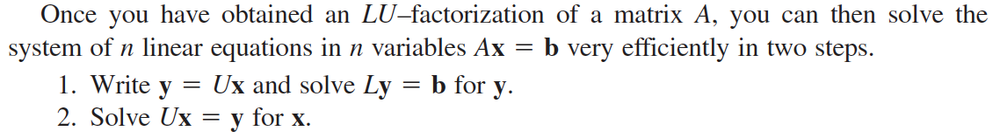 Once you have obtained an LU–factorization of a matrix A, you can then solve the
system of n linear equations in n variables Ax = b very efficiently in two steps.
1. Write y = Ux and solve Ly = b for y.
2. Solve Ux = y for x.